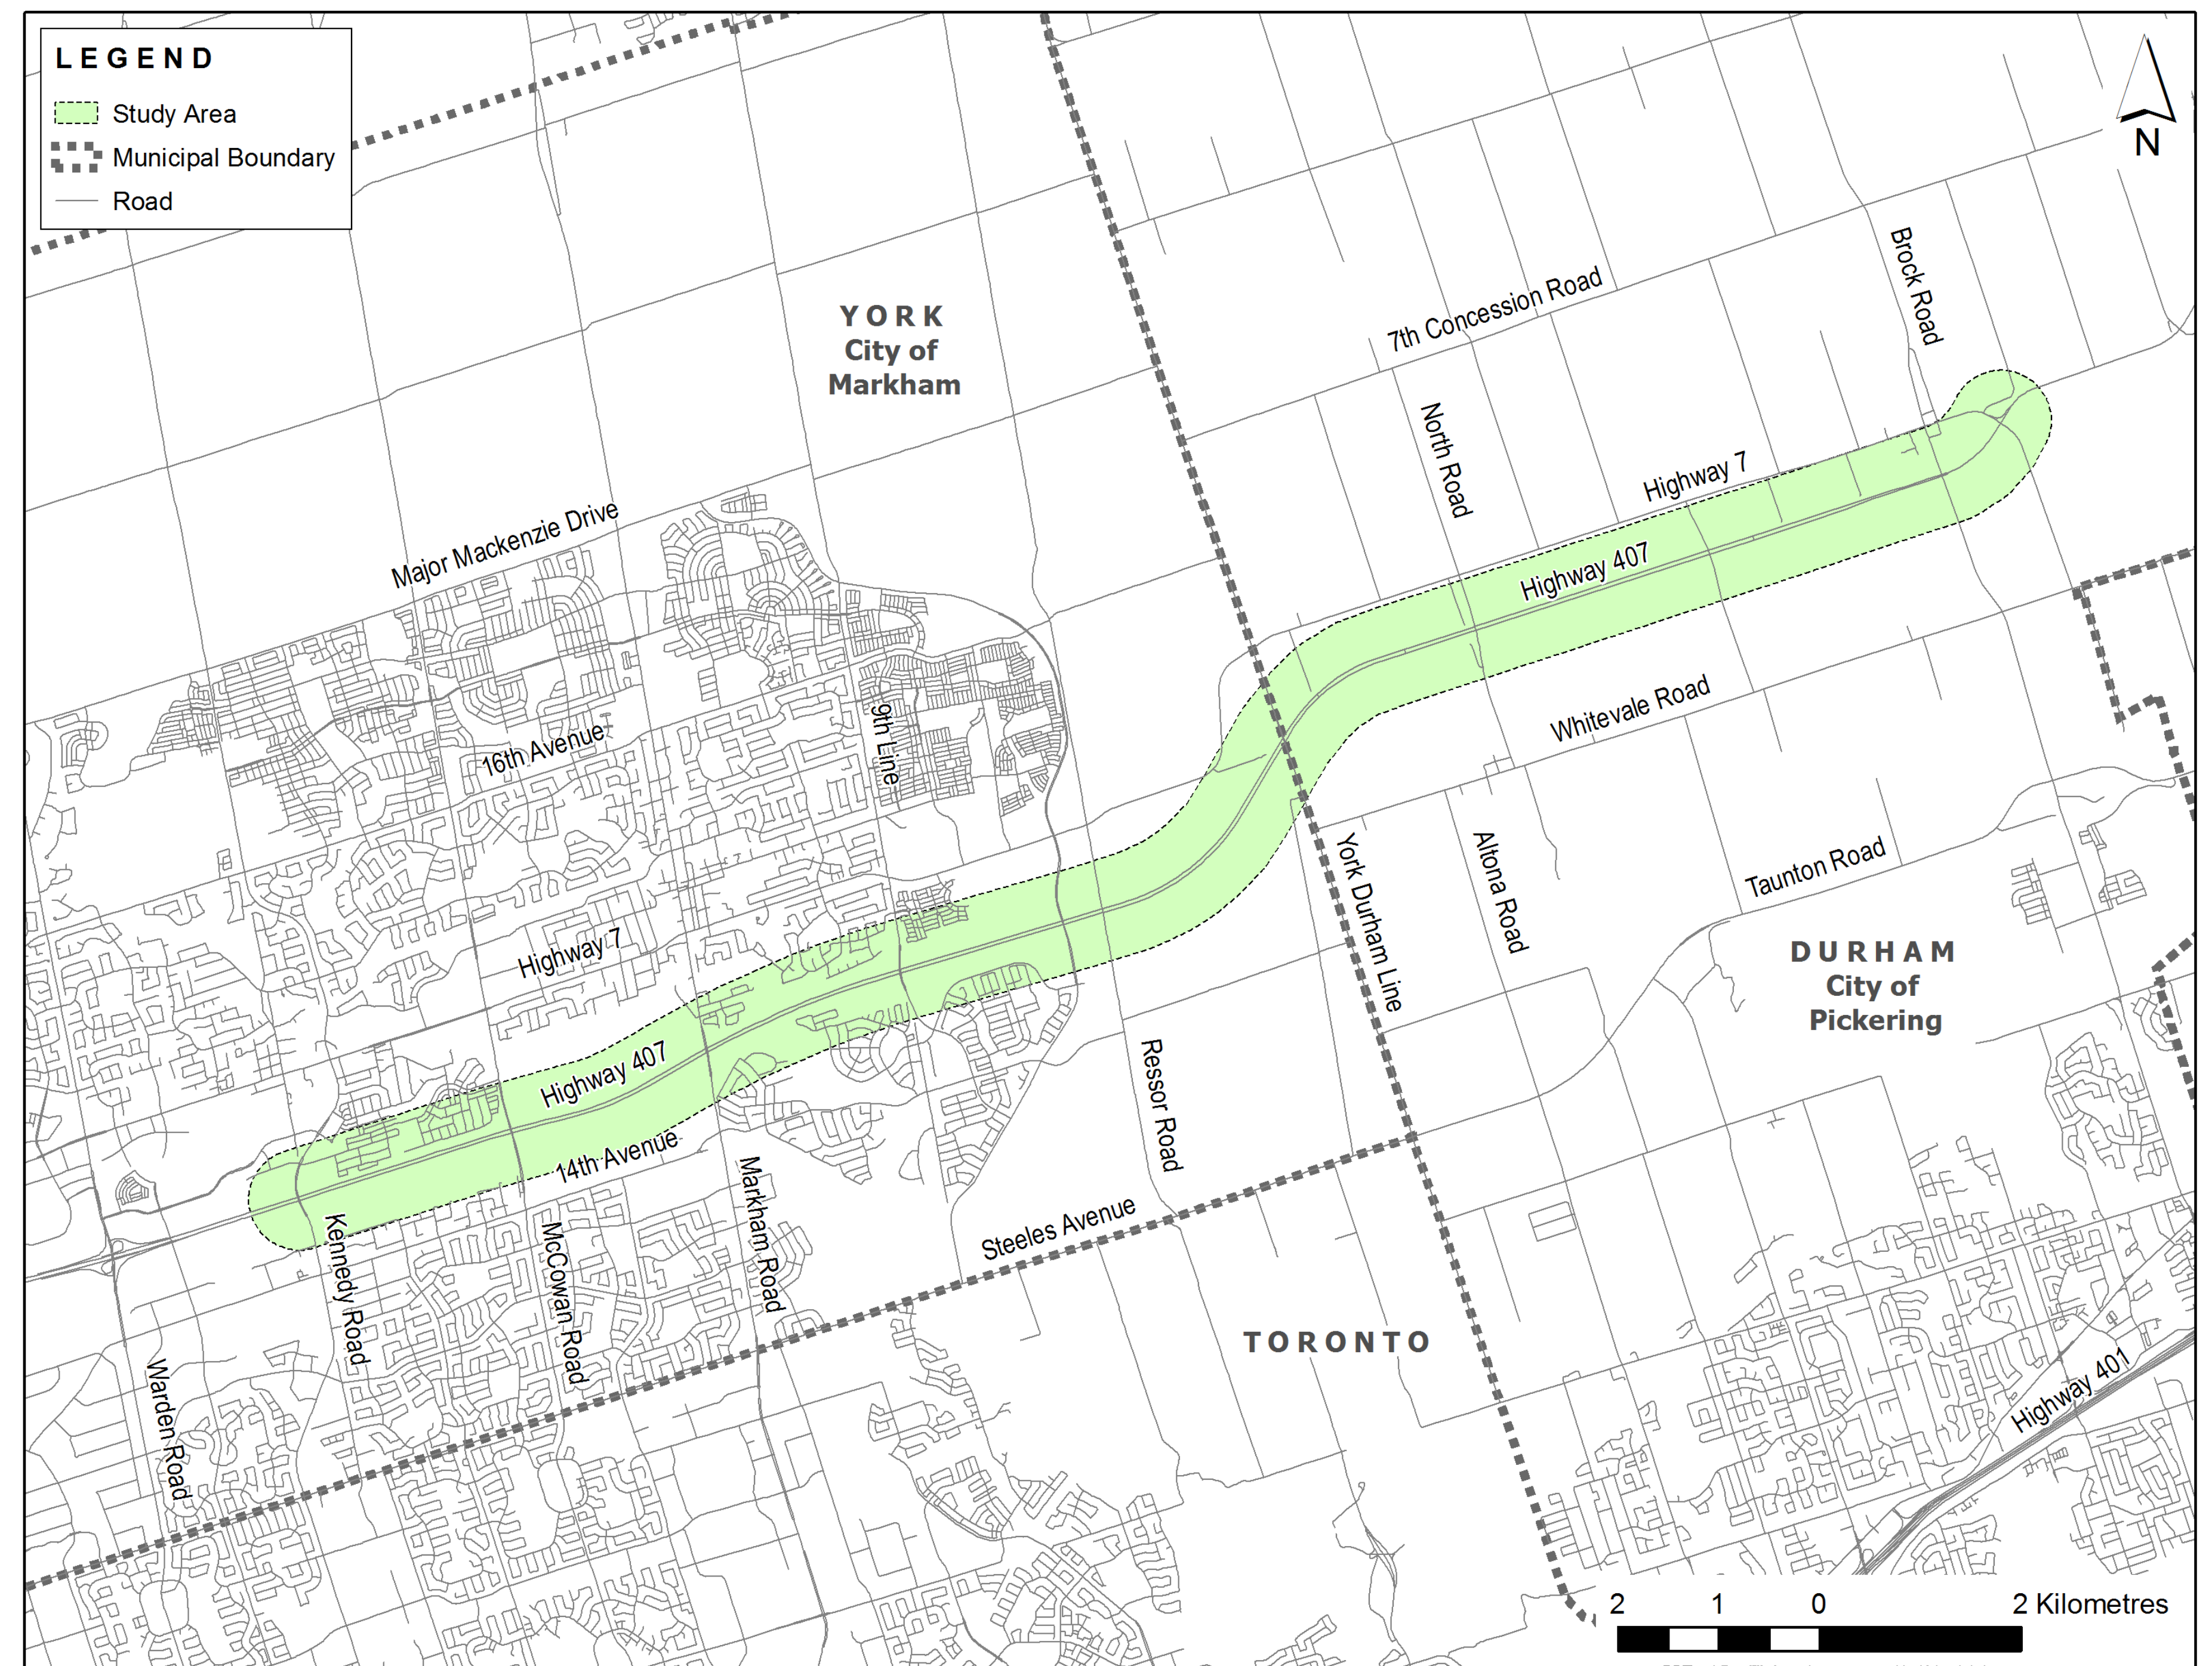 LEGEND
Study Area
Municipal Boundary
Road
N
YORK
City of
Markham
7th Concession Road
Brock Road
North Road
Highway 7
Highway 407
Major Mackenzie Drive
16th Avenue
9th Line
Whitevale Road
York Durham Line
Altona Road
Taunton Road
DURHAM
City of
Pickering
Highway 7
Highway 407
14th Avenue
Ressor Road
Markham Road
Kennedy Road
McCowan Road
Warden Road
Steeles Avenue
TORONTO
Highway 401
2 1 0 2 Kilometres